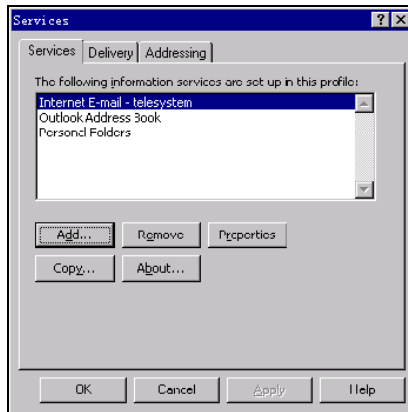 Services
Services Delivery Addressing
The following information services are set up in this profile:
Internet E-mail - telesystem
Outlook Address Book
Personal Folders
Add... Remove Properties
Copy... About...
OK Cancel Apply Help